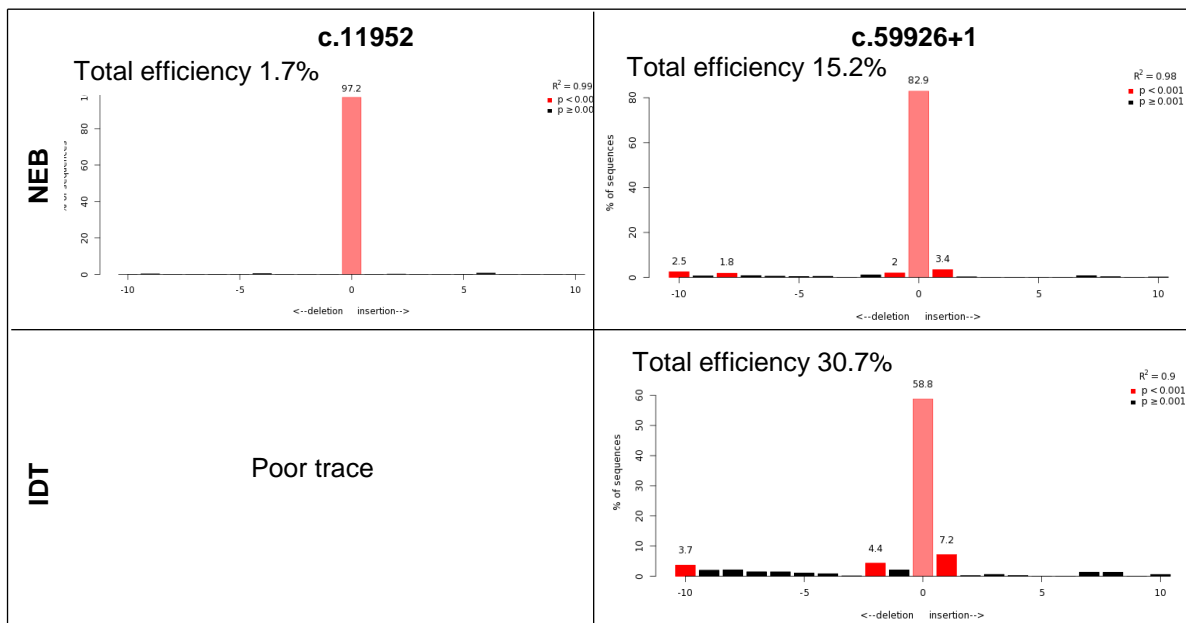 c.11952
c.59926+1
NEB
Total efficiency 1.7%
R² = 0.99
p < 0.00
p ≥ 0.00
97.2
0
20
40
60
80
-10
-5
0
5
10
<--deletion insertion-->
Total efficiency 15.2%
R² = 0.98
p < 0.001
p ≥ 0.001
% of sequences
0
20
40
60
80
2.5
1.8
2
82.9
3.4
-10
-5
0
5
10
<--deletion insertion-->
IDT
Poor trace
Total efficiency 30.7%
R² = 0.9
p < 0.001
p ≥ 0.001
% of sequences
0
10
20
30
40
50
60
3.7
4.4
58.8
7.2
-10
-5
0
5
10
<--deletion insertion-->